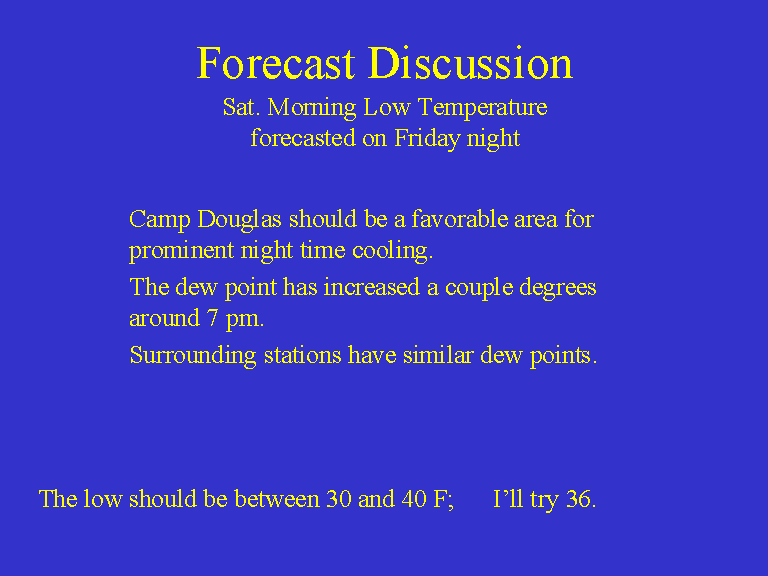 Forecast Discussion
Sat. Morning Low Temperature
forecasted on Friday night
Camp Douglas should be a favorable area for
prominent night time cooling.
The dew point has increased a couple degrees
around 7 pm.
Surrounding stations have similar dew points.
The low should be between 30 and 40 F; I’ll try 36.